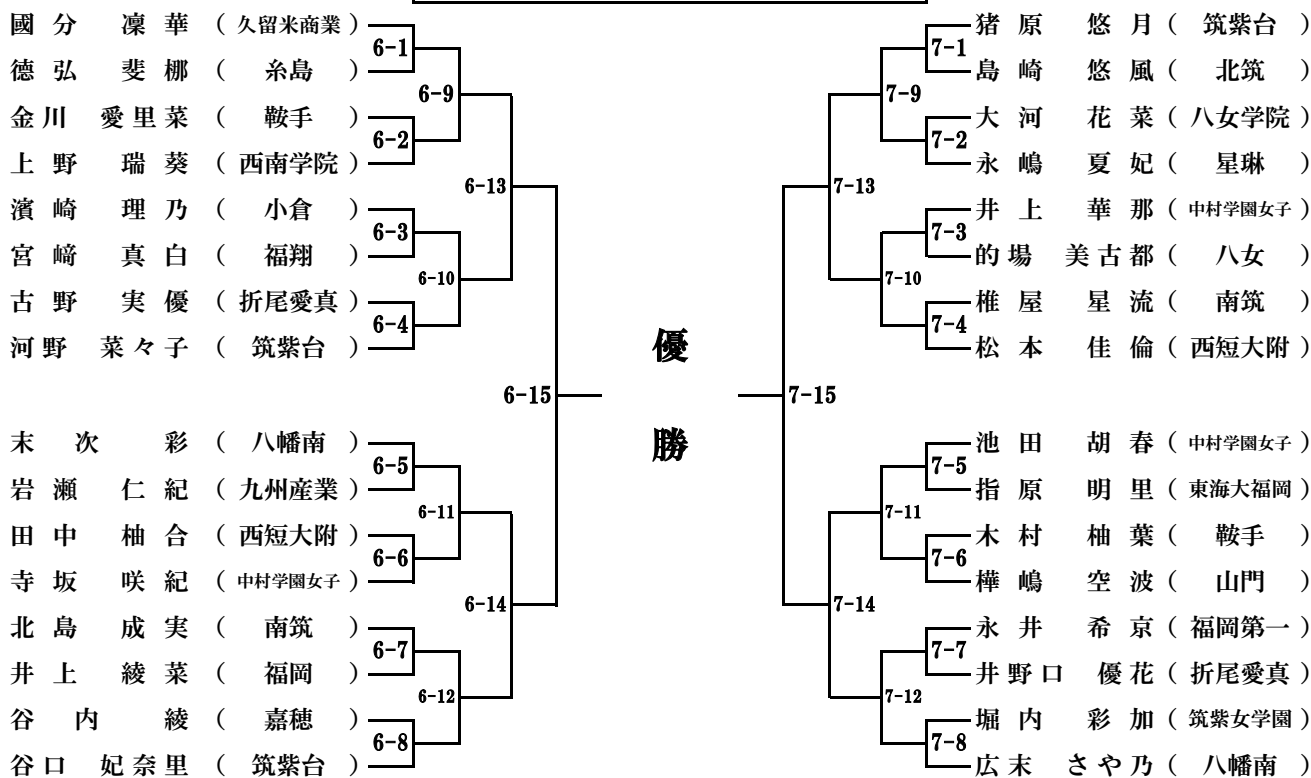 國分 凜華 （久留米商業）
6-1
德弘 斐梛 （ 糸島 ）
6-9
金川 愛里菜 （ 鞍手 ）
6-2
上野 瑞葵 （西南学院）
6-13
濱崎 理乃 （ 小倉 ）
6-3
宮﨑 真白 （ 福翔 ）
6-10
古野 実優 （折尾愛真）
6-4
河野 菜々子 （ 筑紫台 ）
6-15
末次 彩 （ 八幡南 ）
6-5
岩瀬 仁紀 （九州産業）
6-11
田中 柚合 （西短大附）
6-6
寺坂 咲紀 （中村学園女子）
6-14
北島 成実 （ 南筑 ）
6-7
井上 綾菜 （ 福岡 ）
6-12
谷内 綾 （ 嘉穂 ）
6-8
谷口 妃奈里 （ 筑紫台 ）
優
勝
猪原 悠月 （ 筑紫台 ）
7-1
島崎 悠風 （ 北筑 ）
7-9
大河 花菜 （八女学院）
7-2
永嶋 夏妃 （ 星琳 ）
7-13
井上 華那 （中村学園女子）
7-3
的場 美古都 （ 八女 ）
7-10
椎屋 星流 （ 南筑 ）
7-4
松本 佳倫 （西短大附）
7-15
池田 胡春 （中村学園女子）
7-5
指原 明里 （東海大福岡）
7-11
木村 柚葉 （ 鞍手 ）
7-6
樺嶋 空波 （ 山門 ）
7-14
永井 希京 （福岡第一）
7-7
井野口 優花 （折尾愛真）
7-12
堀内 彩加 （筑紫女学園）
7-8
広末 さや乃 （ 八幡南 ）